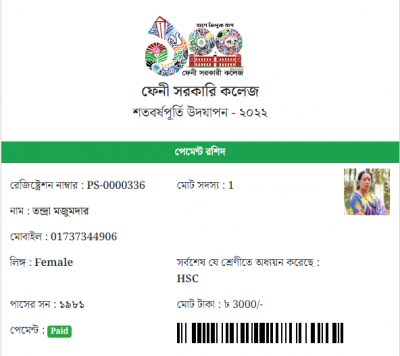 আগে নিভুক প্রাণ
ফেনী সরকারী কলেজ
ফেনী সরকারি কলেজ
শতবর্ষপূর্তি উদযাপন - ২০২২
পেমেন্ট রশিদ
রেজিষ্ট্রেশন নাম্বার : PS-0000336 মোট সদস্য : 1
নাম : তন্দ্রা মজুমদার
মোবাইল : 01737344906
লিঙ্গ : Female সর্বশেষ যে শ্রেণীতে অধ্যয়ন করেছে :
HSC
পাসের সন : ১৯৮১ মোট টাকা : ৳ 3000/-
পেমেন্ট : Paid